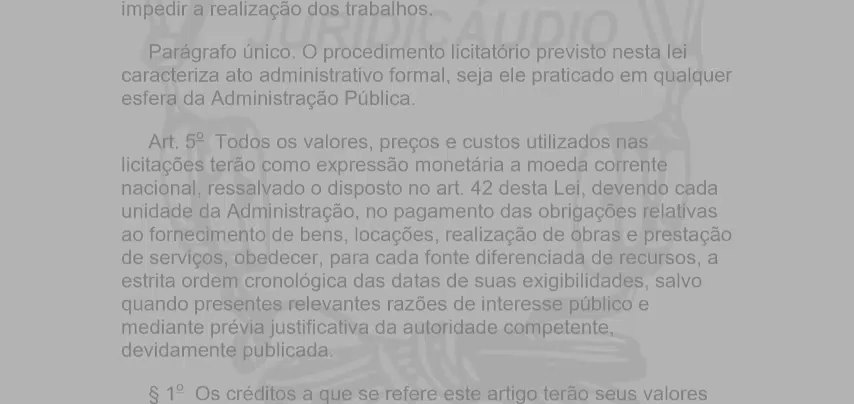 JURIDICÁUDIO
impedir a realização dos trabalhos.
Parágrafo único. O procedimento licitatório previsto nesta lei
caracteriza ato administrativo formal, seja ele praticado em qualquer
esfera da Administração Pública.
Art. 5º Todos os valores, preços e custos utilizados nas
licitações terão como expressão monetária a moeda corrente
nacional, ressalvado o disposto no art. 42 desta Lei, devendo cada
unidade da Administração, no pagamento das obrigações relativas
ao fornecimento de bens, locações, realização de obras e prestação
de serviços, obedecer, para cada fonte diferenciada de recursos, a
estrita ordem cronológica das datas de suas exigibilidades, salvo
quando presentes relevantes razões de interesse público e
mediante prévia justificativa da autoridade competente,
devidamente publicada.
§ 1º Os créditos a que se refere este artigo terão seus valores